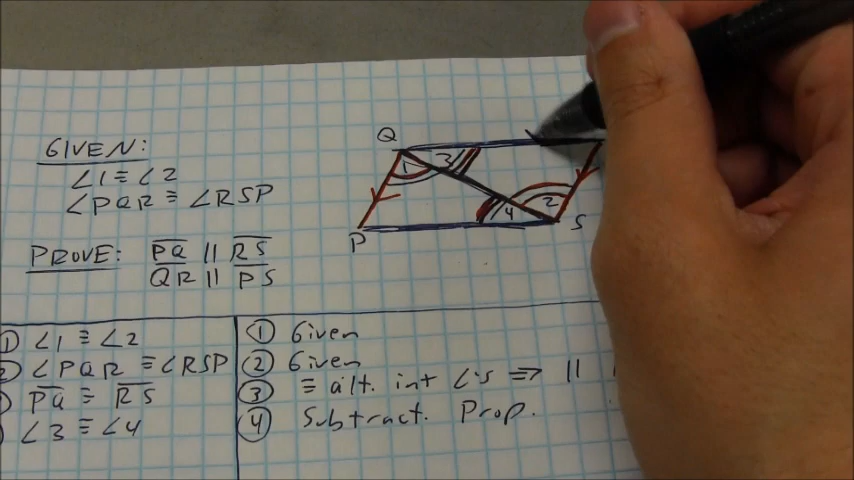 GIVEN:
∠1 ≅ ∠2
∠PQR ≅ ∠RSP
PROVE: PQ || RS
QR || PS
Q
1
3
4
2
P
S
① ∠1 ≅ ∠2
② ∠PQR ≅ ∠RSP
PQ ≅ RS
∠3 ≅ ∠4
① Given
② Given
③ ≅ alt. int ∠'s ⇒ ||
④ Subtract. Prop.